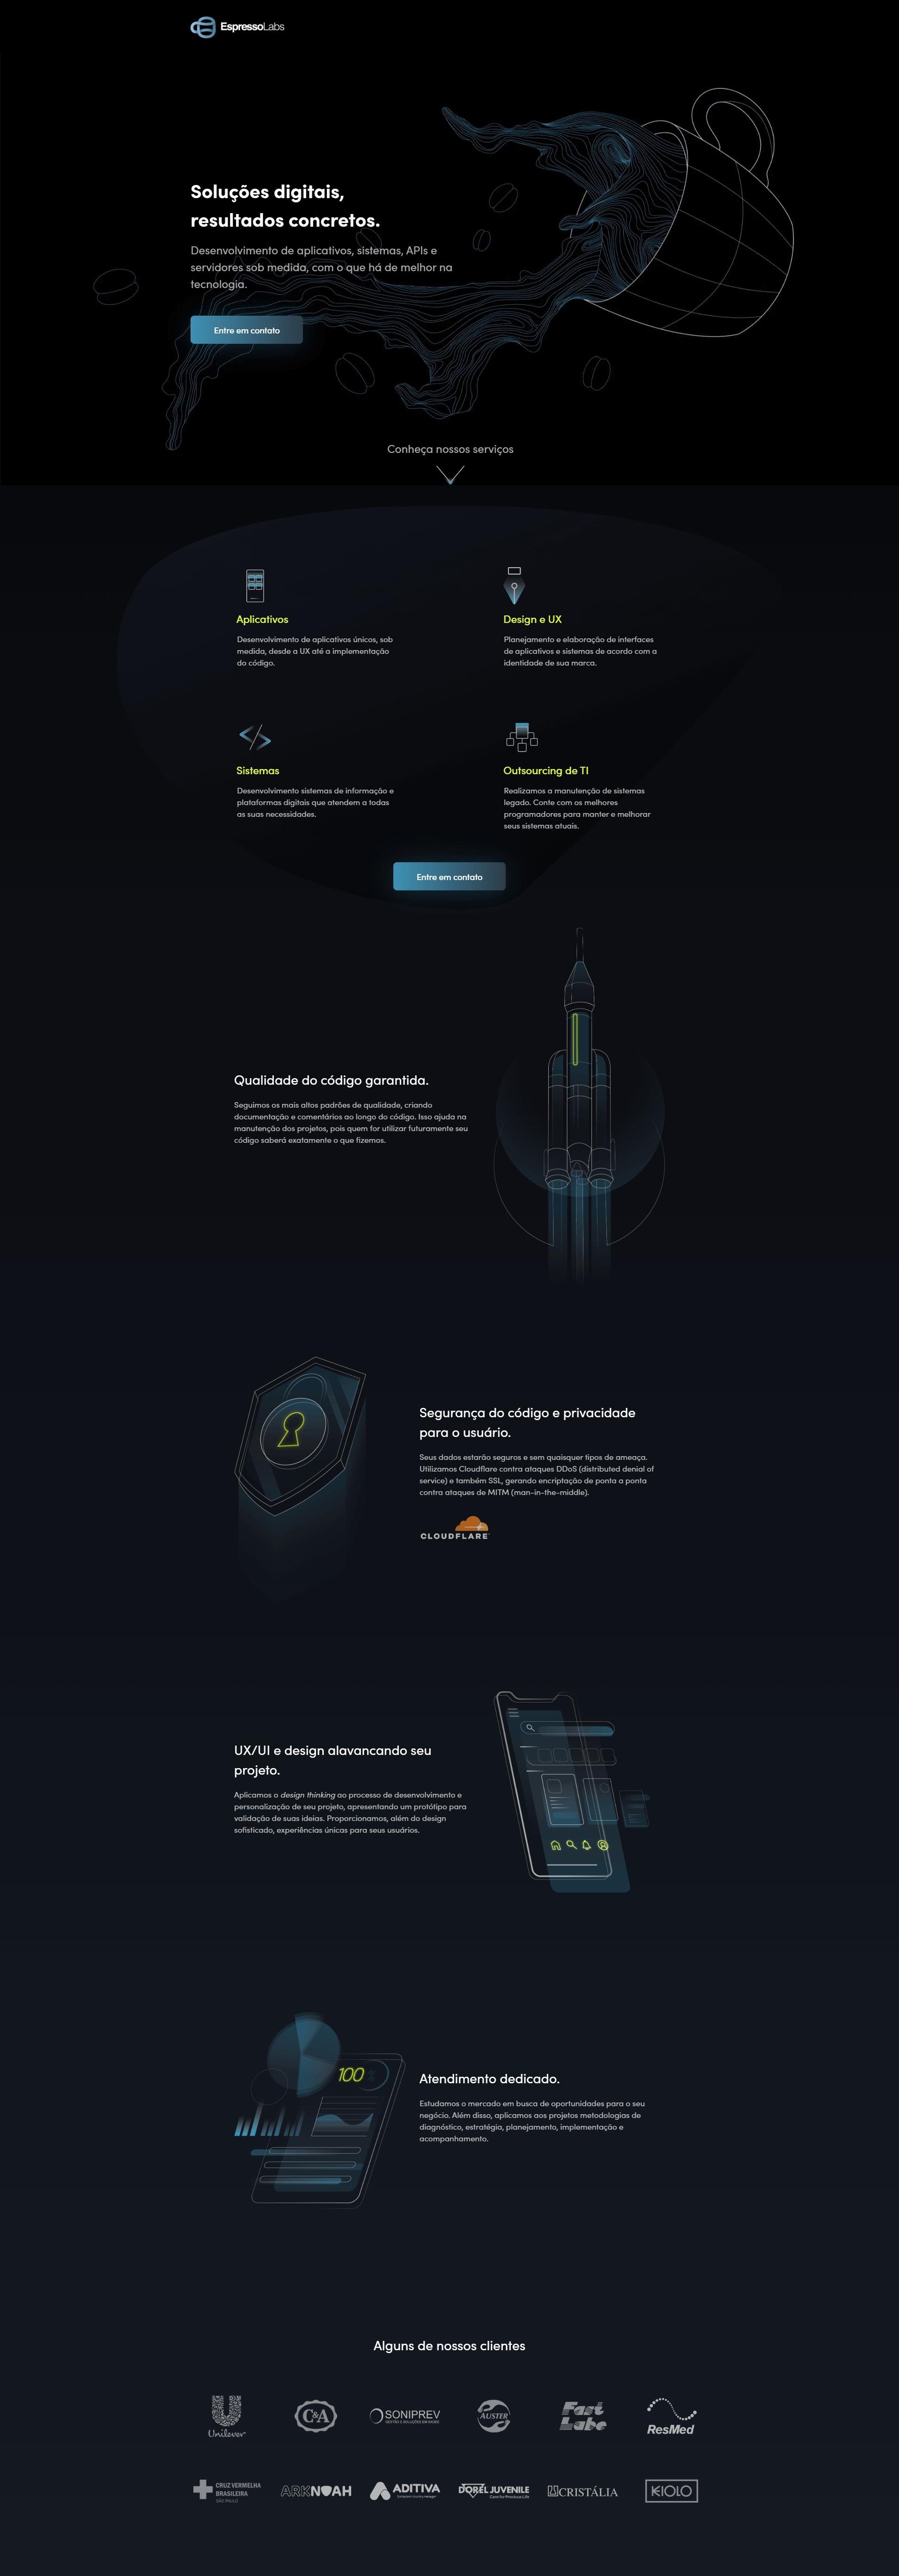 EspressoLabs
Soluções digitais,
resultados concretos.
Desenvolvimento de aplicativos, sistemas, APIs e
servidores sob medida, com o que há de melhor na
tecnologia.
Entre em contato
Conheça nossos serviços
Aplicativos
Desenvolvimento de aplicativos únicos, sob
medida, desde a UX até a implementação
do código.
Design e UX
Planejamento e elaboração de interfaces
de aplicativos e sistemas de acordo com a
identidade de sua marca.
Sistemas
Desenvolvimento sistemas de informação e
plataformas digitais que atendem a todas
as suas necessidades.
Outsourcing de TI
Realizamos a manutenção de sistemas
legado. Conte com os melhores
programadores para manter e melhorar
seus sistemas atuais.
Entre em contato
Qualidade do código garantida.
Seguimos os mais altos padrões de qualidade, criando
documentação e comentários ao longo do código. Isso ajuda na
manutenção dos projetos, pois quem for utilizar futuramente seu
código saberá exatamente o que fizemos.
Segurança do código e privacidade
para o usuário.
Seus dados estarão seguros e sem quaisquer tipos de ameaça.
Utilizamos Cloudflare contra ataques DDoS (distributed denial of
service) e também SSL, gerando encriptação de ponta a ponta
contra ataques de MITM (man-in-the-middle).
CLOUDFLARE
UX/UI e design alavancando seu
projeto.
Aplicamos o design thinking ao processo de desenvolvimento e
personalização de seu projeto, apresentando um protótipo para
validação de suas ideias. Proporcionamos, além do design
sofisticado, experiências únicas para seus usuários.
100
Atendimento dedicado.
Estudamos o mercado em busca de oportunidades para o seu
negócio. Além disso, aplicamos aos projetos metodologias de
diagnóstico, estratégia, planejamento, implementação e
acompanhamento.
Alguns de nossos clientes
Unilever
C&A
SONIPREV
AUSTER
Fast
Labe
ResMed
CRUZ VERMELHA
BRASILEIRA
SÃO PAULO
ARKNOAH
ADITIVA
DOREL JUVENILE
Care for Precious Life
CRISTÁLIA
KIOLO